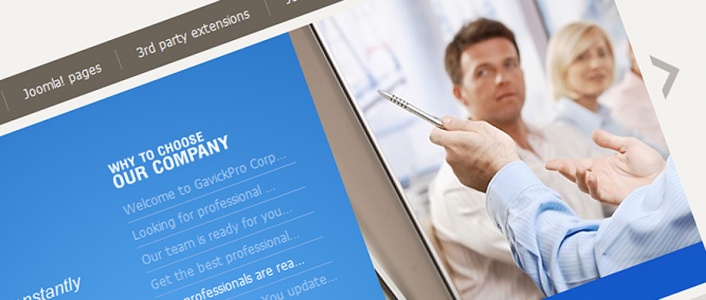 Joomla! pages
3rd party extensions
WHY TO CHOOSE
OUR COMPANY
Welcome to GavickPro Corp...
Looking for professional ...
Our team is ready for you...
Get the best professional...
professionals are rea...
You update...